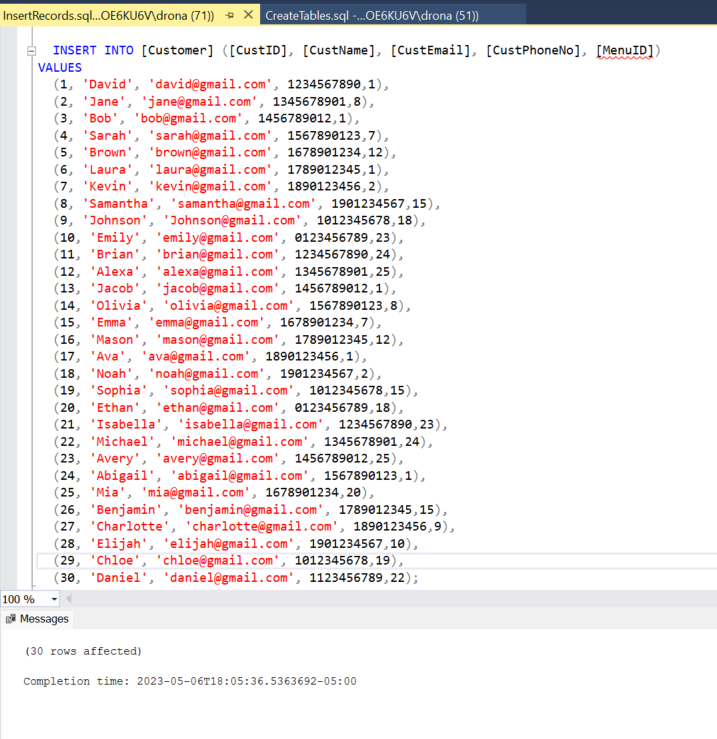 InsertRecords.sql...OE6KU6V\drona (71)) CreateTables.sql -...OE6KU6V\drona (51))
INSERT INTO [Customer] ([CustID], [CustName], [CustEmail], [CustPhoneNo], [MenuID])
VALUES
(1, 'David', 'david@gmail.com', 1234567890,1),
(2, 'Jane', 'jane@gmail.com', 1345678901,8),
(3, 'Bob', 'bob@gmail.com', 1456789012,1),
(4, 'Sarah', 'sarah@gmail.com', 1567890123,7),
(5, 'Brown', 'brown@gmail.com', 1678901234,12),
(6, 'Laura', 'laura@gmail.com', 1789012345,1),
(7, 'Kevin', 'kevin@gmail.com', 1890123456,2),
(8, 'Samantha', 'samantha@gmail.com', 1901234567,15),
(9, 'Johnson', 'Johnson@gmail.com', 1012345678,18),
(10, 'Emily', 'emily@gmail.com', 0123456789,23),
(11, 'Brian', 'brian@gmail.com', 1234567890,24),
(12, 'Alexa', 'alexa@gmail.com', 1345678901,25),
(13, 'Jacob', 'jacob@gmail.com', 1456789012,1),
(14, 'Olivia', 'olivia@gmail.com', 1567890123,8),
(15, 'Emma', 'emma@gmail.com', 1678901234,7),
(16, 'Mason', 'mason@gmail.com', 1789012345,12),
(17, 'Ava', 'ava@gmail.com', 1890123456,1),
(18, 'Noah', 'noah@gmail.com', 1901234567,2),
(19, 'Sophia', 'sophia@gmail.com', 1012345678,15),
(20, 'Ethan', 'ethan@gmail.com', 0123456789,18),
(21, 'Isabella', 'isabella@gmail.com', 1234567890,23),
(22, 'Michael', 'michael@gmail.com', 1345678901,24),
(23, 'Avery', 'avery@gmail.com', 1456789012,25),
(24, 'Abigail', 'abigail@gmail.com', 1567890123,1),
(25, 'Mia', 'mia@gmail.com', 1678901234,20),
(26, 'Benjamin', 'benjamin@gmail.com', 1789012345,15),
(27, 'Charlotte', 'charlotte@gmail.com', 1890123456,9),
(28, 'Elijah', 'elijah@gmail.com', 1901234567,10),
(29, 'Chloe', 'chloe@gmail.com', 1012345678,19),
(30, 'Daniel', 'daniel@gmail.com', 1123456789,22);
100 %
Messages
(30 rows affected)
Completion time: 2023-05-06T18:05:36.5363692-05:00